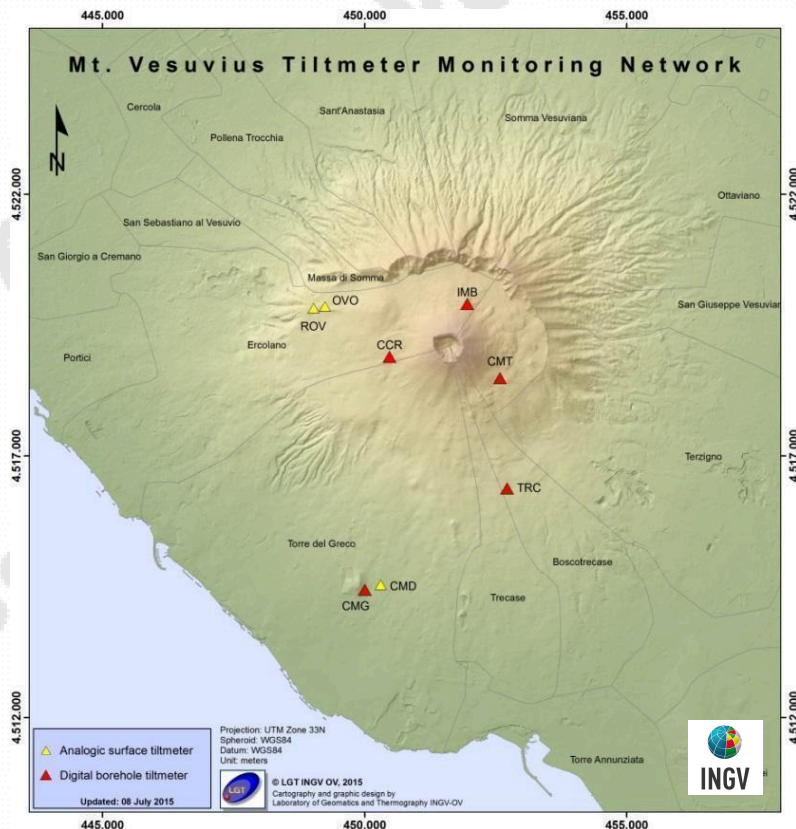 445.000 450.000 455.000
Mt. Vesuvius Tiltmeter Monitoring Network
Cercola
Sant'Anastasia
Somma Vesuviana
Pollena Trocchia
N
4.522.000
4.522.000
Ottaviano
San Sebastiano al Vesuvio
San Giorgio a Cremano
Massa di Somma
IMB
OVO
San Giuseppe Vesuvian
ROV
Ercolano
CCR
Portici
CMT
4.517.000
4.517.000
Terzigno
TRC
Torre del Greco
Boscotrecase
CMD
Trecase
CMG
4.512.000
4.512.000
Analogic surface tiltmeter
Digital borehole tiltmeter
Updated: 08 July 2015
Projection: UTM Zone 33N
Spheroid: WGS84
Datum: WGS84
Unit: meters
LGT
© LGT INGV OV, 2015
Cartography and graphic design by
Laboratory of Geomatics and Thermography INGV-OV
Torre Annunziata
INGV
ei
445.000 450.000 455.000